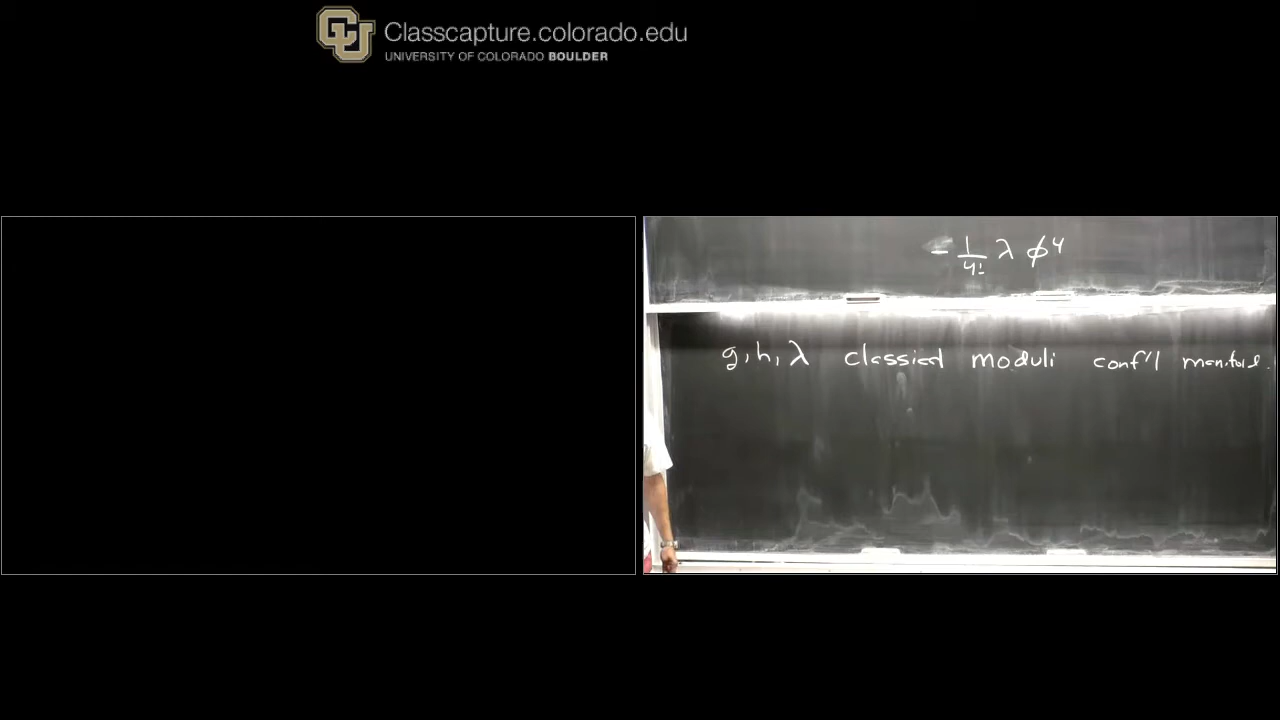 Classcapture.colorado.edu
UNIVERSITY OF COLORADO BOULDER
- 1/4! λ φ⁴
g, h, λ classical moduli conf'l manifold.